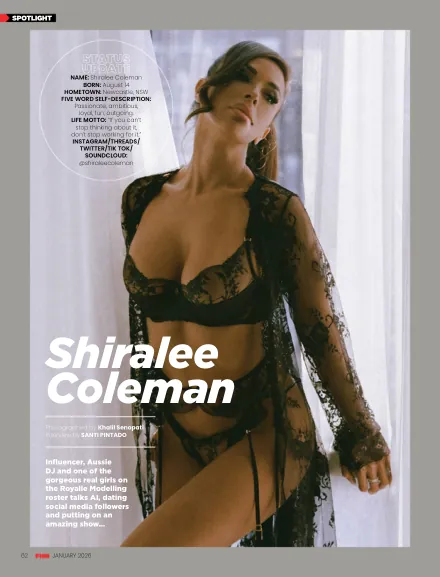 SPOTLIGHT
STATUS
UPDATE
NAME: Shiralee Coleman
BORN: August 14
HOMETOWN: Newcastle, NSW
FIVE WORD SELF-DESCRIPTION:
Passionate, ambitious,
loyal, fun, outgoing.
LIFE MOTTO: "If you can't
stop thinking about it,
don't stop working for it."
INSTAGRAM/THREADS/
TWITTER/TIK TOK/
SOUNDCLOUD:
@shiraleecoleman
Shiralee
Coleman
Photographed by Khalil Senopati
Interview by SANTI PINTADO
Influencer, Aussie
DJ and one of the
gorgeous real girls on
the Royalle Modelling
roster talks AI, dating
social media followers
and putting on an
amazing show...
62 FHM JANUARY 2026